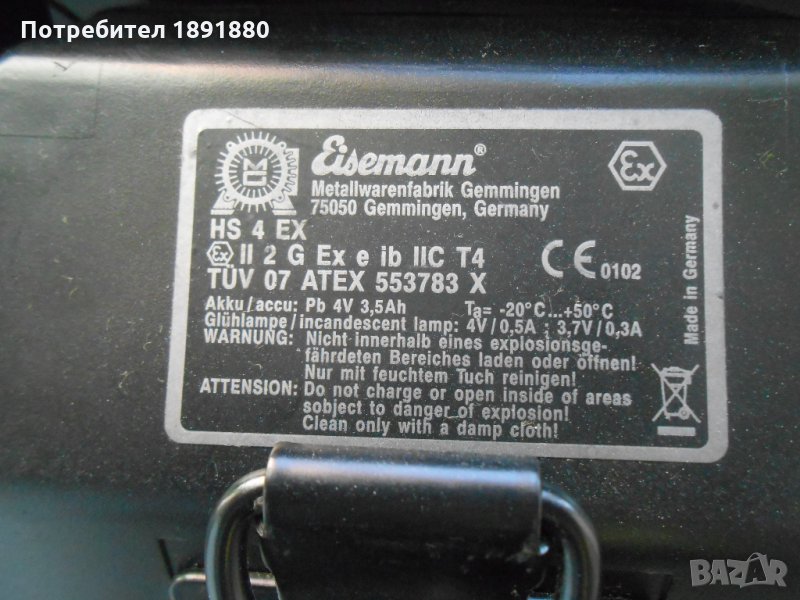 Потребител 1891880
MG
Eisemann®
Metallwarenfabrik Gemmingen
75050 Gemmingen, Germany
Ex
HS 4 EX
Ex II 2 G Ex e ib IIC T4
TÜV 07 ATEX 553783 X
CE 0102
Made in Germany
Akku/accu: Pb 4V 3,5Ah Ta= -20°C...+50°C
Glühlampe/incandescent lamp: 4V/0,5A ; 3,7V/0,3A
WARNUNG: Nicht innerhalb eines explosionsge-
fährdeten Bereiches laden oder öffnen!
Nur mit feuchtem Tuch reinigen!
ATTENSION: Do not charge or open inside of areas
sobject to danger of explosion!
Clean only with a damp cloth!
BAZAR